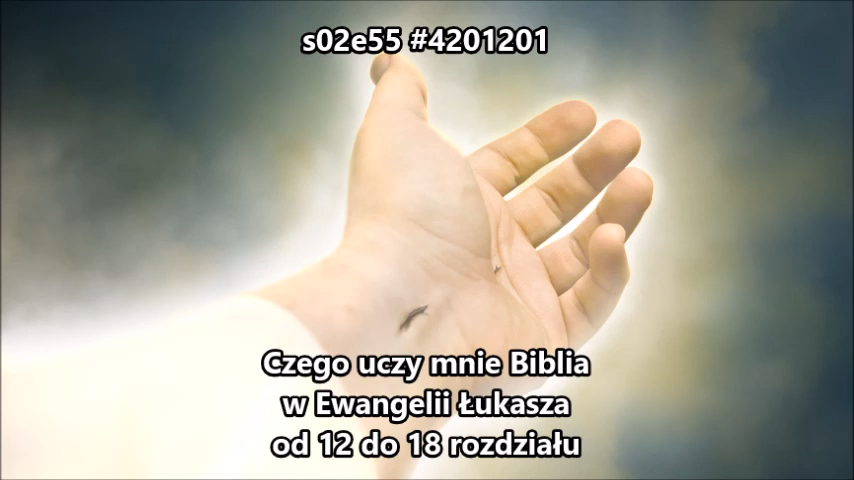 s02e55 #4201201
Czego uczy mnie Biblia
w Ewangelii Łukasza
od 12 do 18 rozdziału